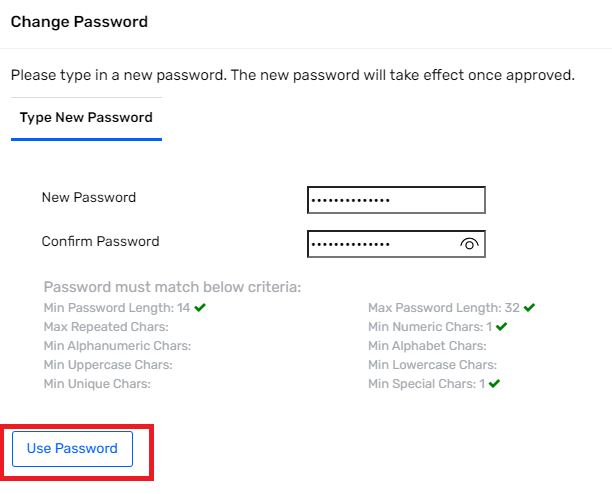 Change Password
Please type in a new password. The new password will take effect once approved.
Type New Password
New Password
••••••••••••••
Confirm Password
••••••••••••••
Password must match below criteria:
Min Password Length: 14 ✔
Max Password Length: 32 ✔
Max Repeated Chars:
Min Numeric Chars: 1 ✔
Min Alphanumeric Chars:
Min Alphabet Chars:
Min Uppercase Chars:
Min Lowercase Chars:
Min Unique Chars:
Min Special Chars: 1 ✔
Use Password